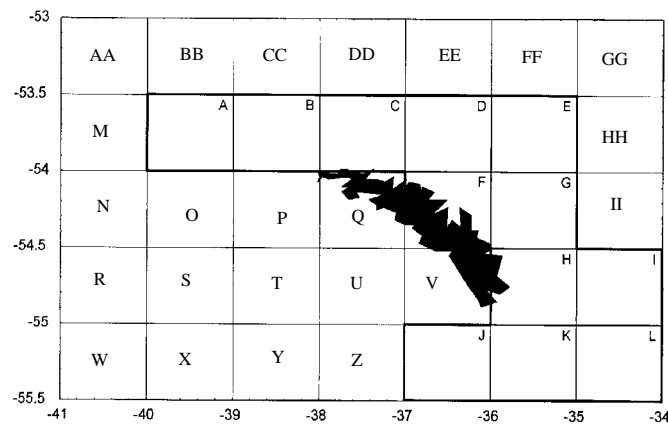 -53
AA BB CC DD EE FF GG
-53.5
A B C D E
M HH
-54
F G
N O P Q II
-54.5
H I
R S T U V
-55
J K L
W X Y Z
-55.5
-41 -40 -39 -38 -37 -36 -35 -34